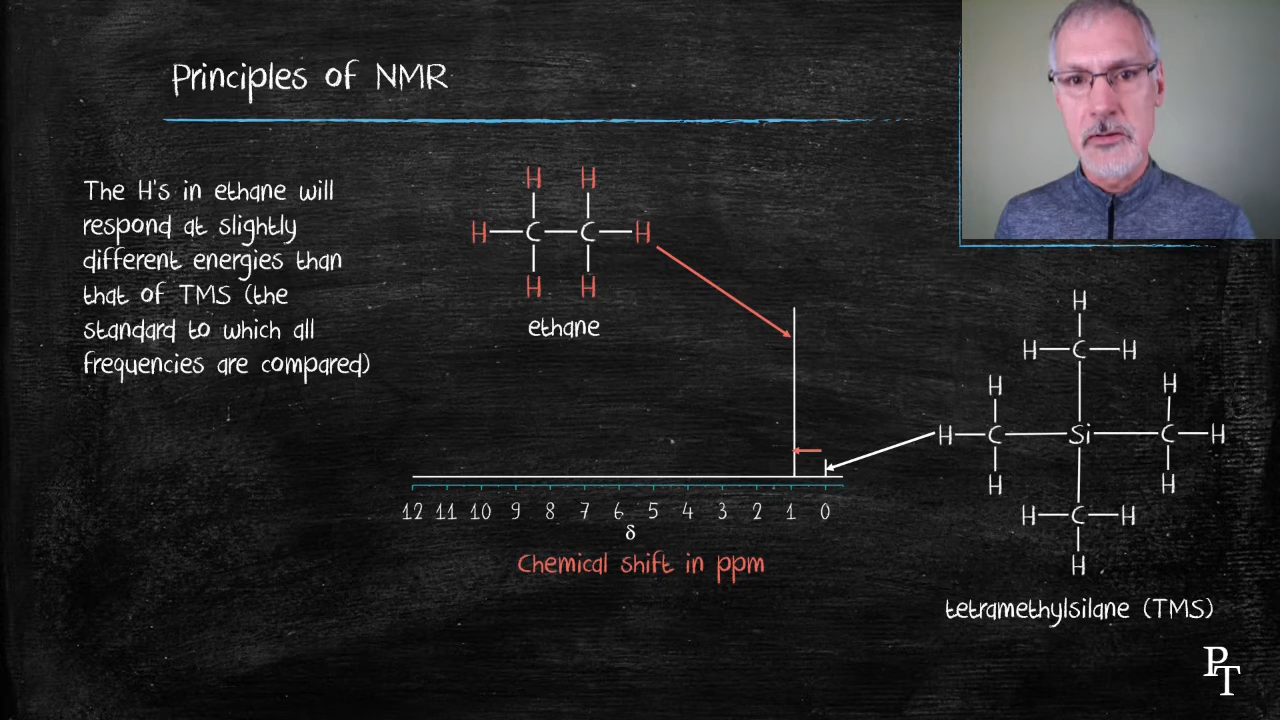 Principles of NMR
The H's in ethane will
respond at slightly
different energies than
that of TMS (the
standard to which all
frequencies are compared)
H H
H C C H
H H
ethane
H
H C H
H H
H C Si C H
H H
H C H
H
12 11 10 9 8 7 6 5 4 3 2 1 0
δ
Chemical shift in ppm
tetramethylsilane (TMS)
PT